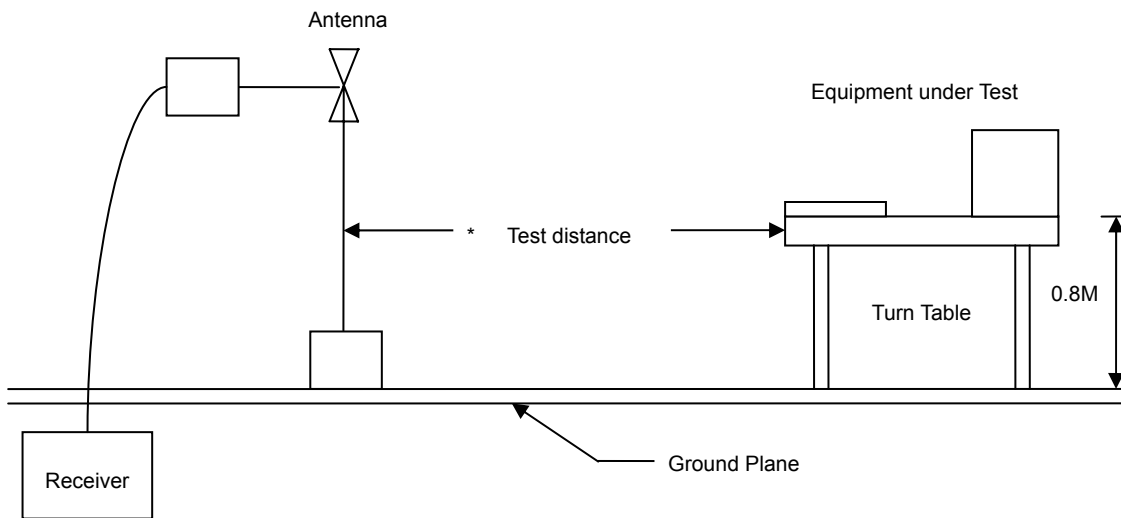 Antenna
Equipment under Test
* Test distance
0.8M
Turn Table
Ground Plane
Receiver